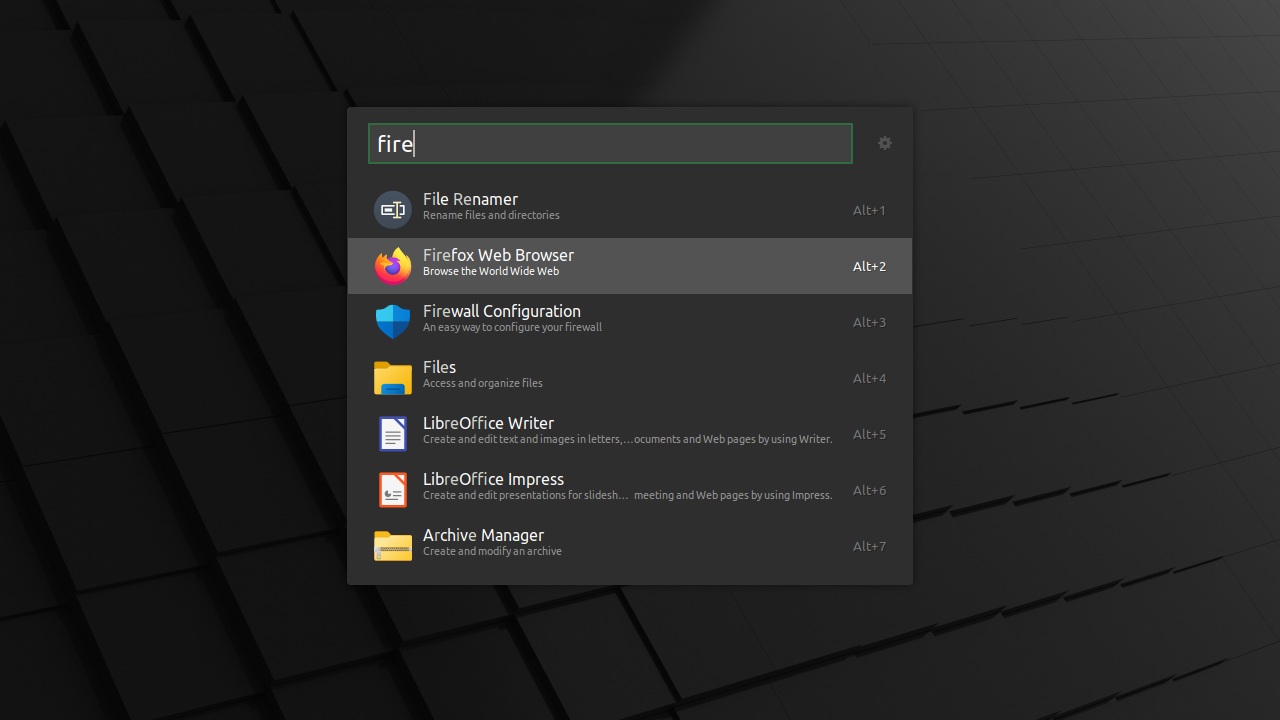 fire
File Renamer
Rename files and directories
Alt+1
Firefox Web Browser
Browse the World Wide Web
Alt+2
Firewall Configuration
An easy way to configure your firewall
Alt+3
Files
Access and organize files
Alt+4
LibreOffice Writer
Create and edit text and images in letters,…ocuments and Web pages by using Writer.
Alt+5
LibreOffice Impress
Create and edit presentations for slidesh… meeting and Web pages by using Impress.
Alt+6
Archive Manager
Create and modify an archive
Alt+7